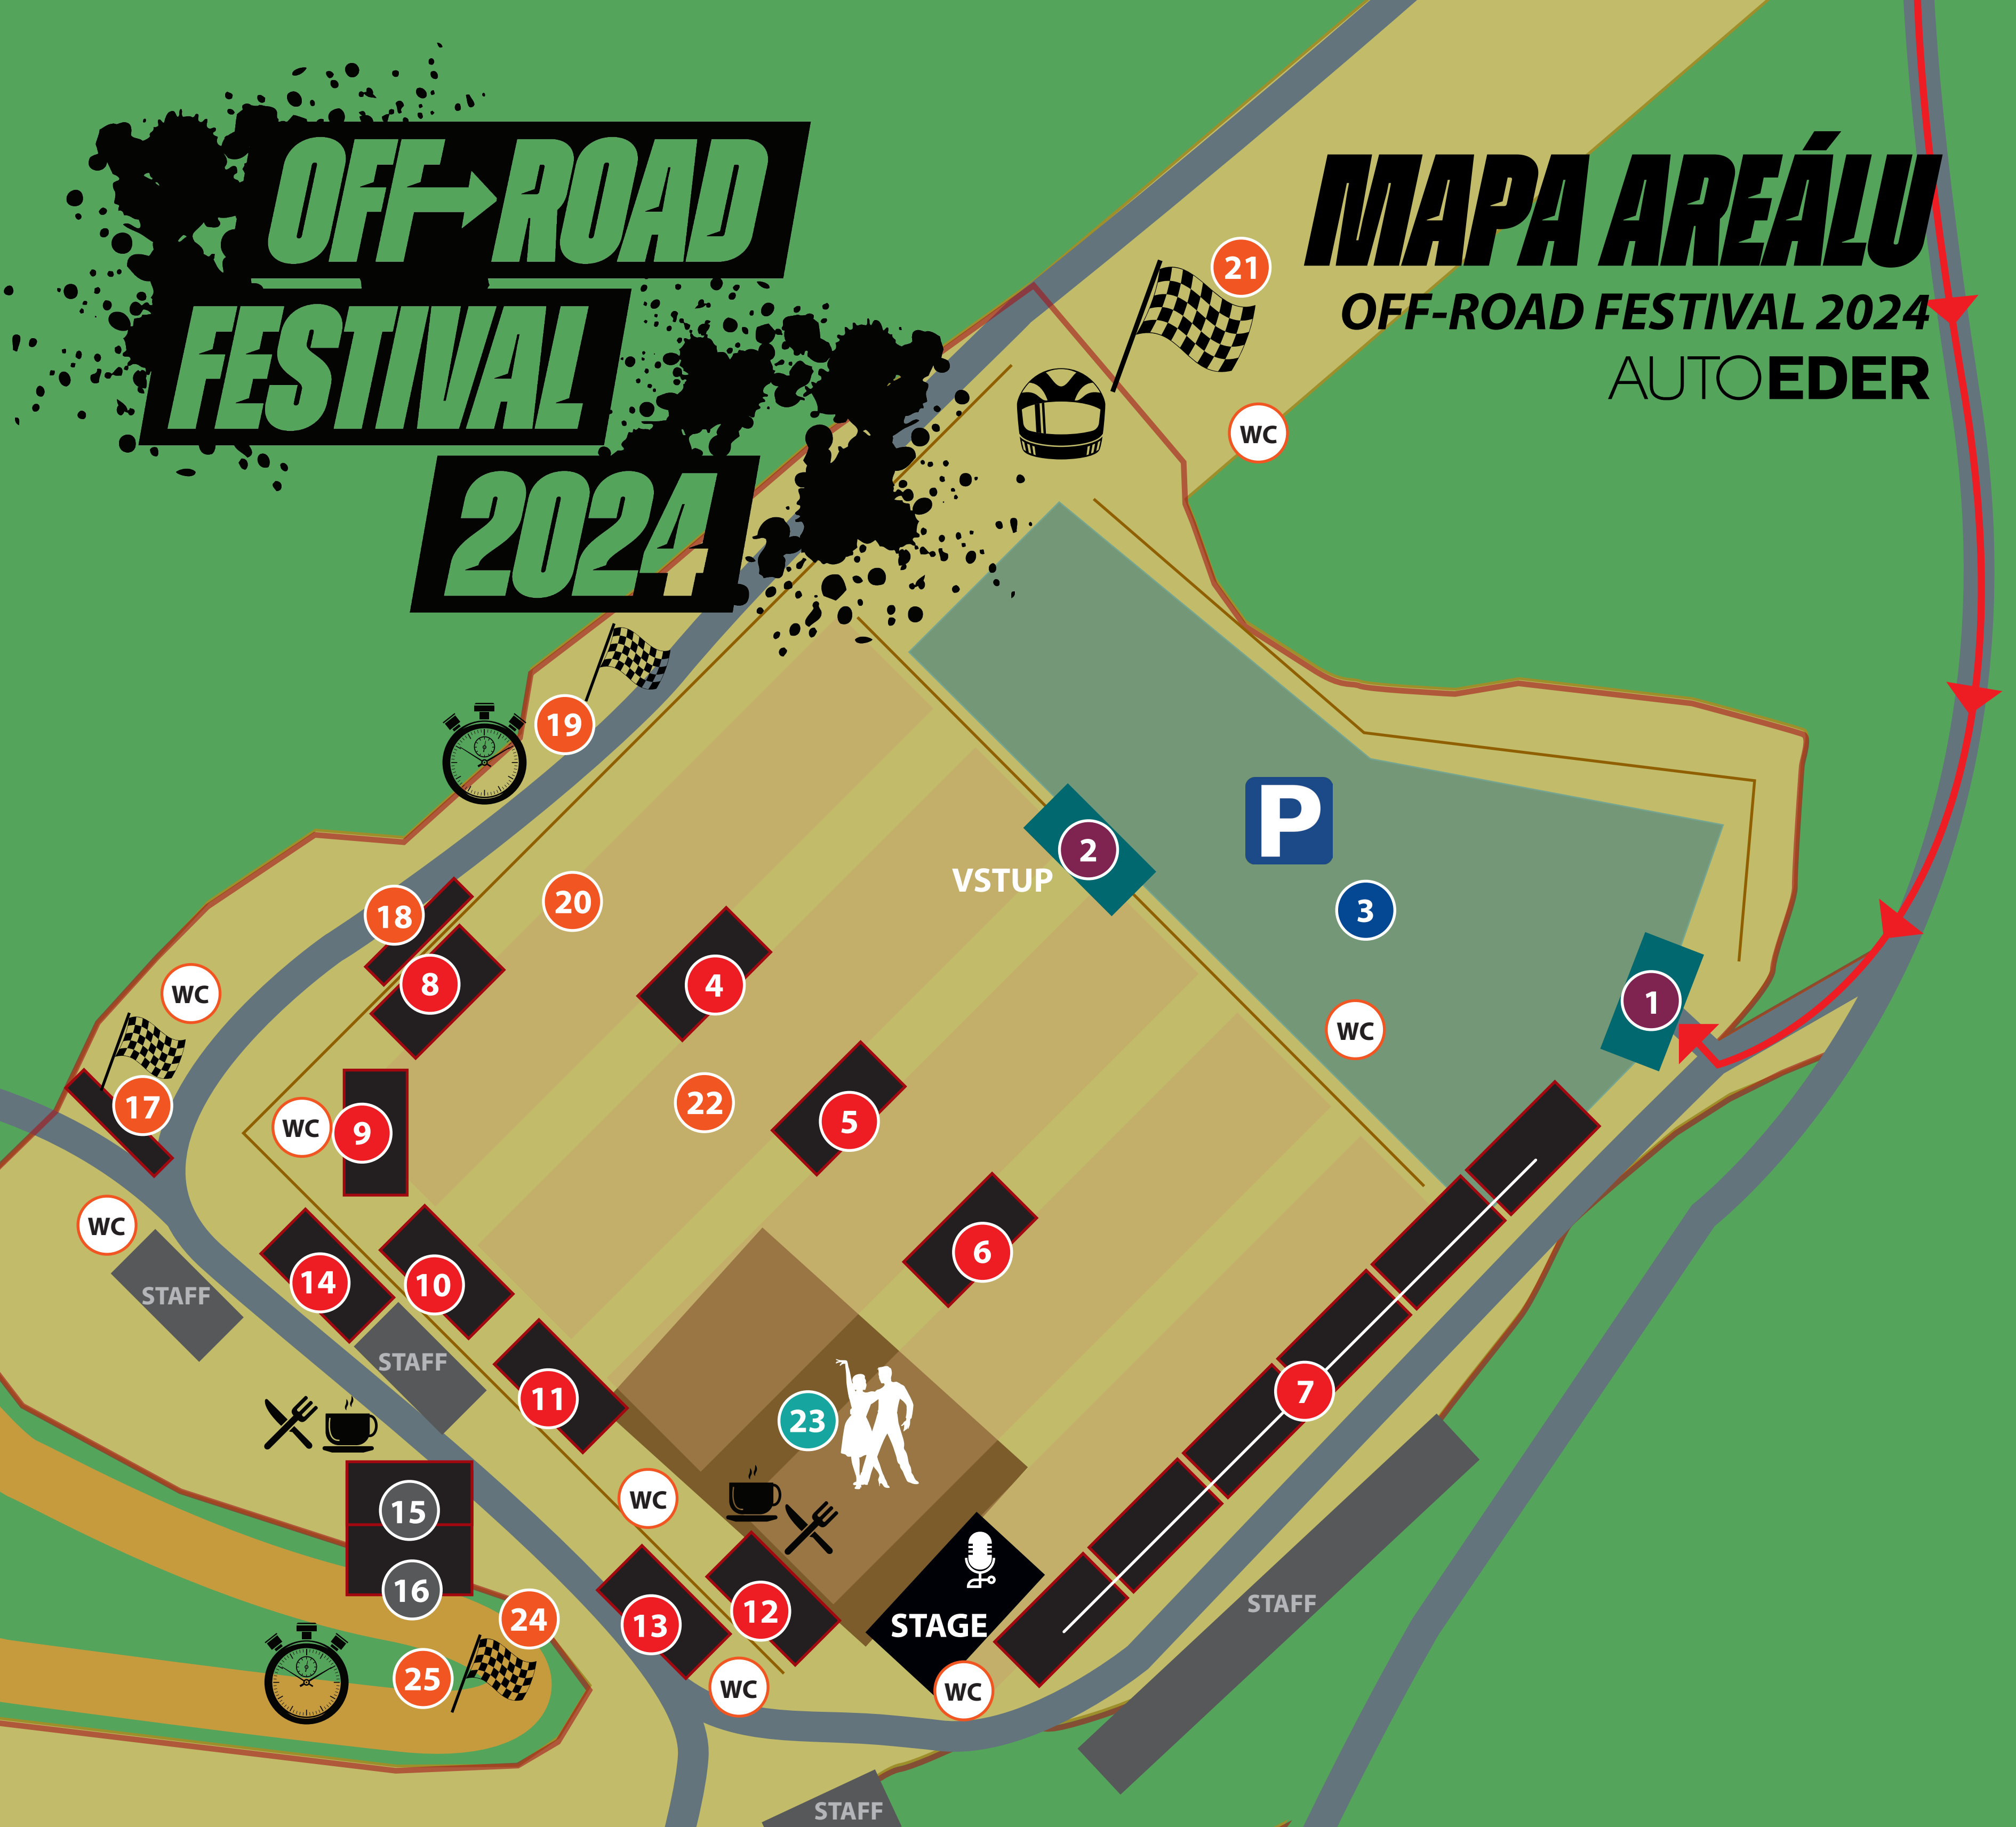 OFF→ROAD
FESTIVAL
2024
MAPA AREÁLU
OFF-ROAD FESTIVAL 2024
AUTO EDER
21
WC
19
2
VSTUP
P
3
18
20
8
4
WC
1
WC
17
WC
9
22
5
WC
6
14
10
STAFF
STAFF
7
11
23
WC
15
16
STAGE
STAFF
24
13
12
25
WC
WC
STAFF